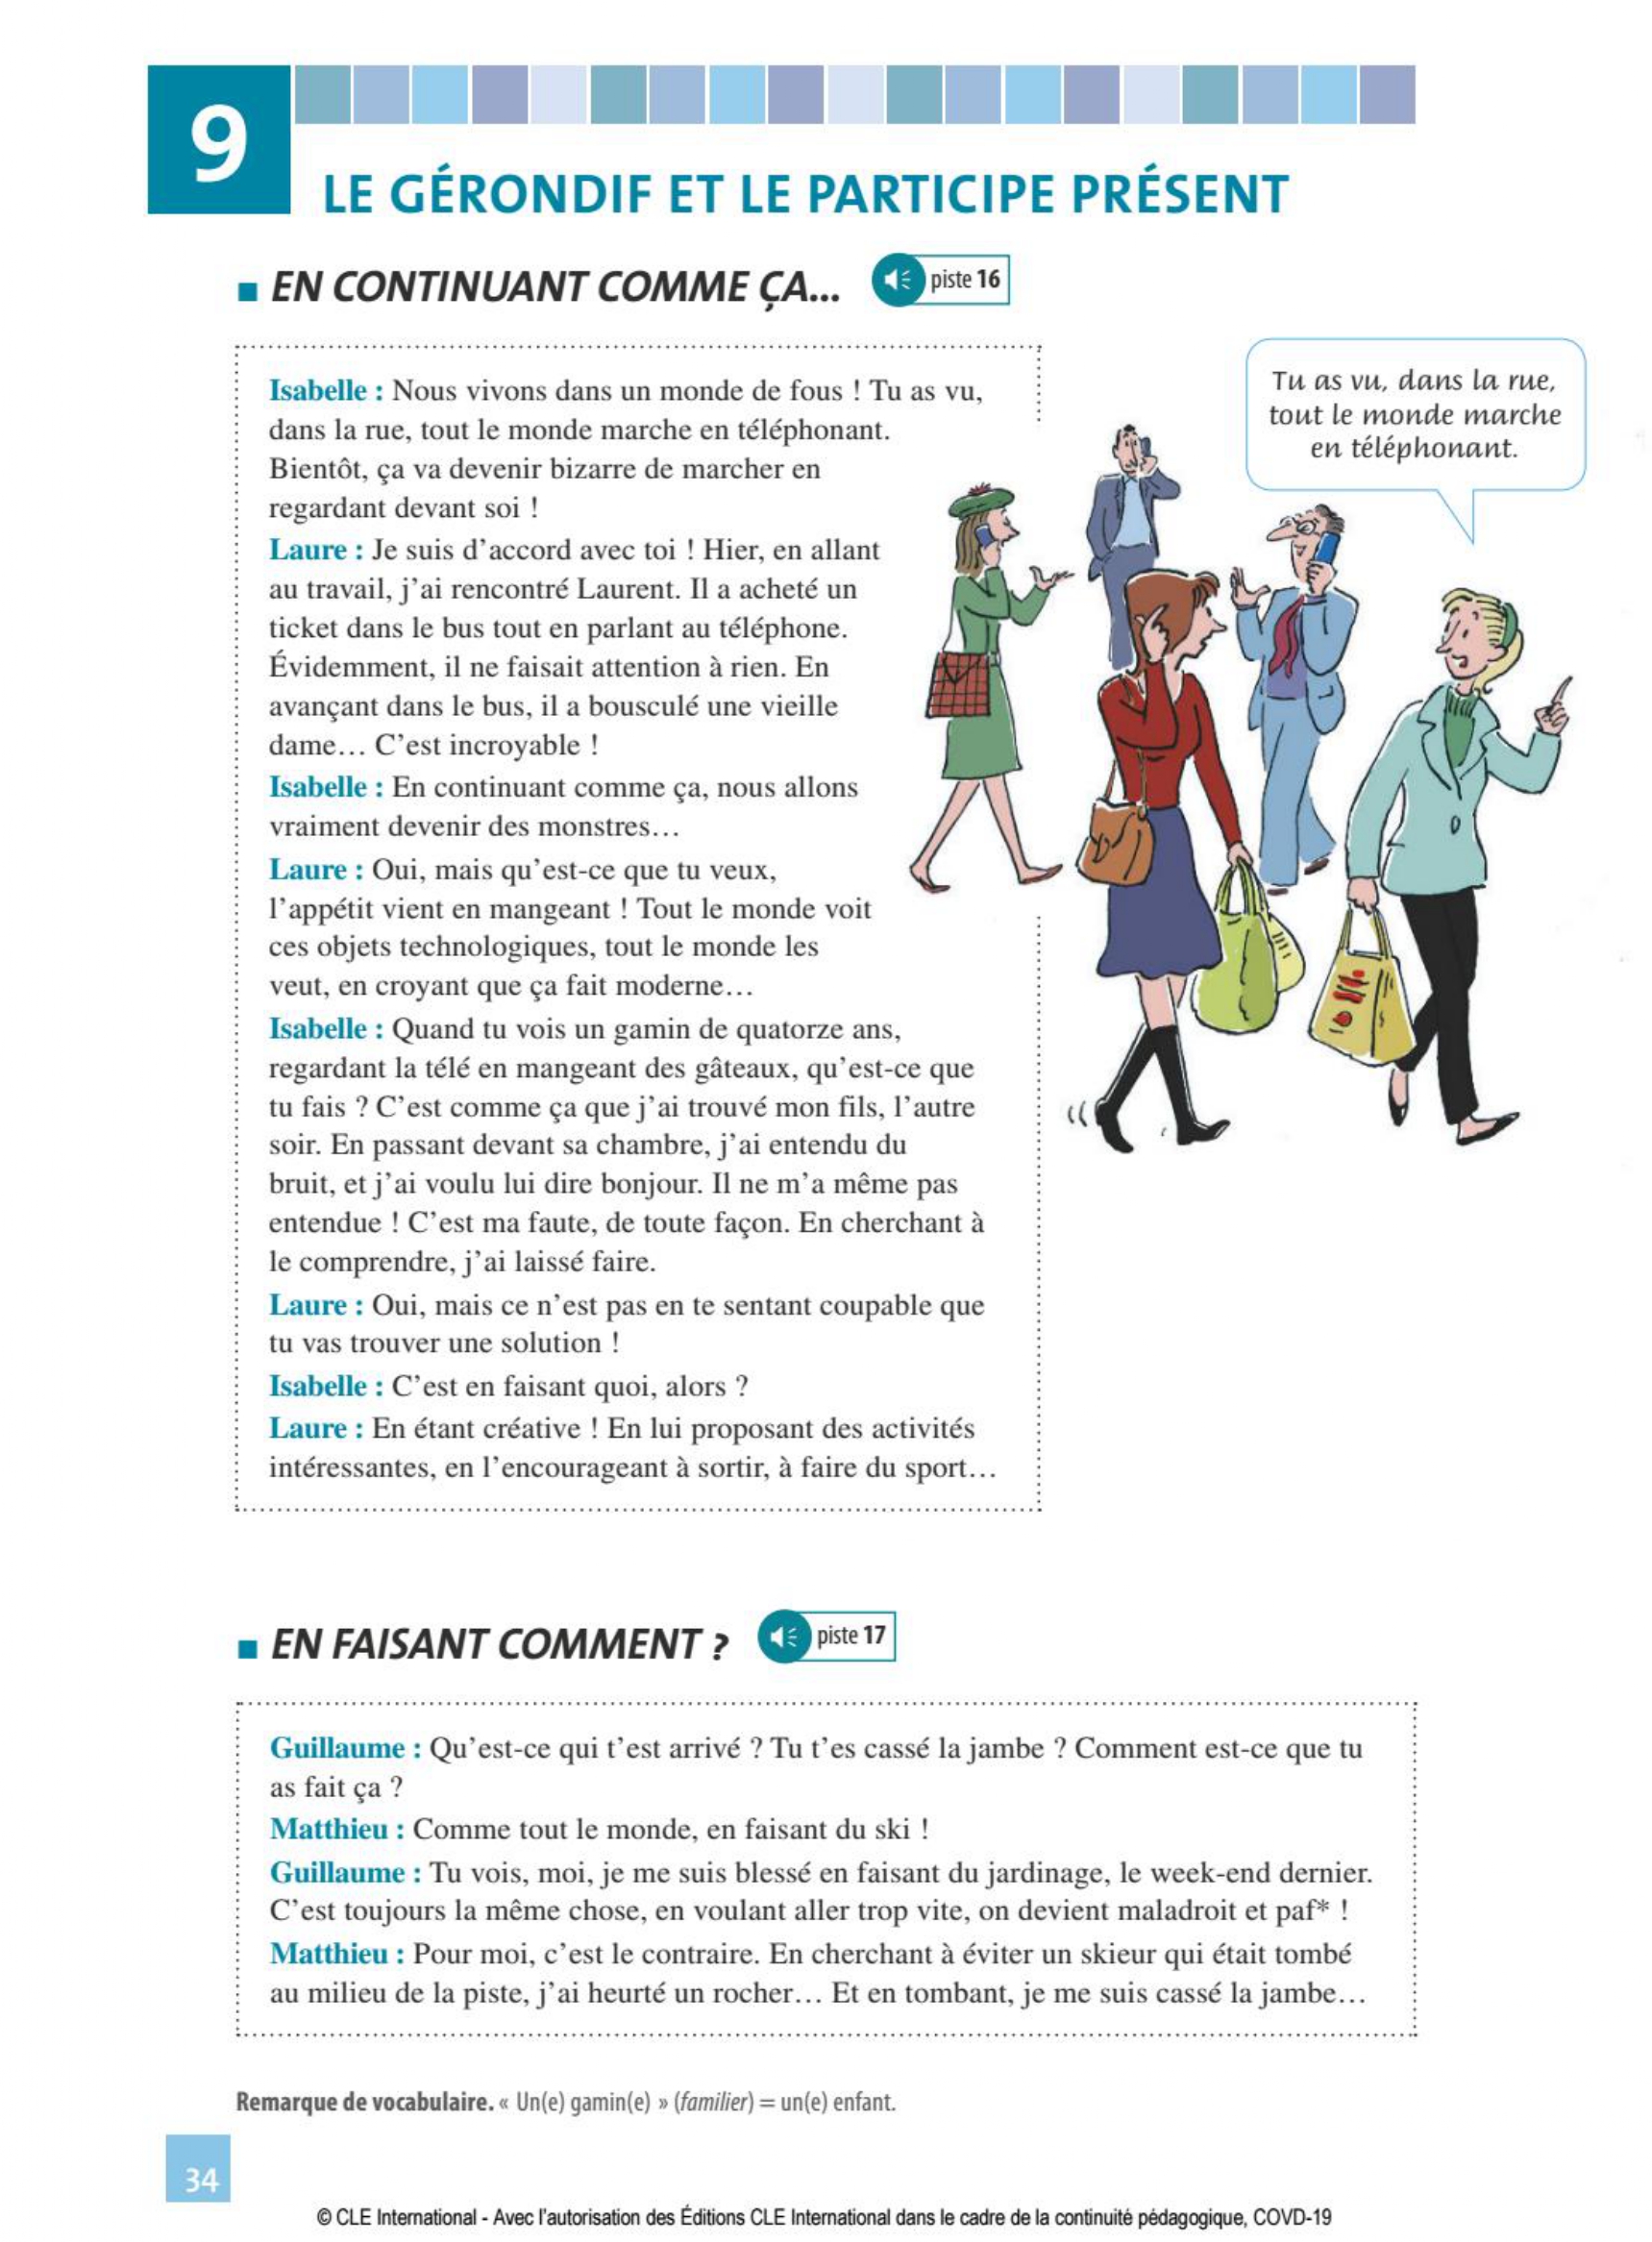 9
LE GÉRONDIF ET LE PARTICIPE PRÉSENT
EN CONTINUANT COMME ÇA...
piste 16
Isabelle : Nous vivons dans un monde de fous ! Tu as vu,
dans la rue, tout le monde marche en téléphonant.
Bientôt, ça va devenir bizarre de marcher en
regardant devant soi !
Laure : Je suis d'accord avec toi ! Hier, en allant
au travail, j'ai rencontré Laurent. Il a acheté un
ticket dans le bus tout en parlant au téléphone.
Évidemment, il ne faisait attention à rien. En
avançant dans le bus, il a bousculé une vieille
dame… C'est incroyable !
Isabelle : En continuant comme ça, nous allons
vraiment devenir des monstres…
Laure : Oui, mais qu'est-ce que tu veux,
l'appétit vient en mangeant ! Tout le monde voit
ces objets technologiques, tout le monde les
veut, en croyant que ça fait moderne…
Isabelle : Quand tu vois un gamin de quatorze ans,
regardant la télé en mangeant des gâteaux, qu'est-ce que
tu fais ? C'est comme ça que j'ai trouvé mon fils, l'autre
soir. En passant devant sa chambre, j'ai entendu du
bruit, et j'ai voulu lui dire bonjour. Il ne m'a même pas
entendue ! C'est ma faute, de toute façon. En cherchant à
le comprendre, j'ai laissé faire.
Laure : Oui, mais ce n'est pas en te sentant coupable que
tu vas trouver une solution !
Isabelle : C'est en faisant quoi, alors ?
Laure : En étant créative ! En lui proposant des activités
intéressantes, en l'encourageant à sortir, à faire du sport…
Tu as vu, dans la rue,
tout le monde marche
en téléphonant.
EN FAISANT COMMENT ?
piste 17
Guillaume : Qu'est-ce qui t'est arrivé ? Tu t'es cassé la jambe ? Comment est-ce que tu
as fait ça ?
Matthieu : Comme tout le monde, en faisant du ski !
Guillaume : Tu vois, moi, je me suis blessé en faisant du jardinage, le week-end dernier.
C'est toujours la même chose, en voulant aller trop vite, on devient maladroit et paf* !
Matthieu : Pour moi, c'est le contraire. En cherchant à éviter un skieur qui était tombé
au milieu de la piste, j'ai heurté un rocher… Et en tombant, je me suis cassé la jambe…
Remarque de vocabulaire. « Un(e) gamin(e) » (familier) = un(e) enfant.
34
© CLE International - Avec l'autorisation des Éditions CLE International dans le cadre de la continuité pédagogique, COVD-19